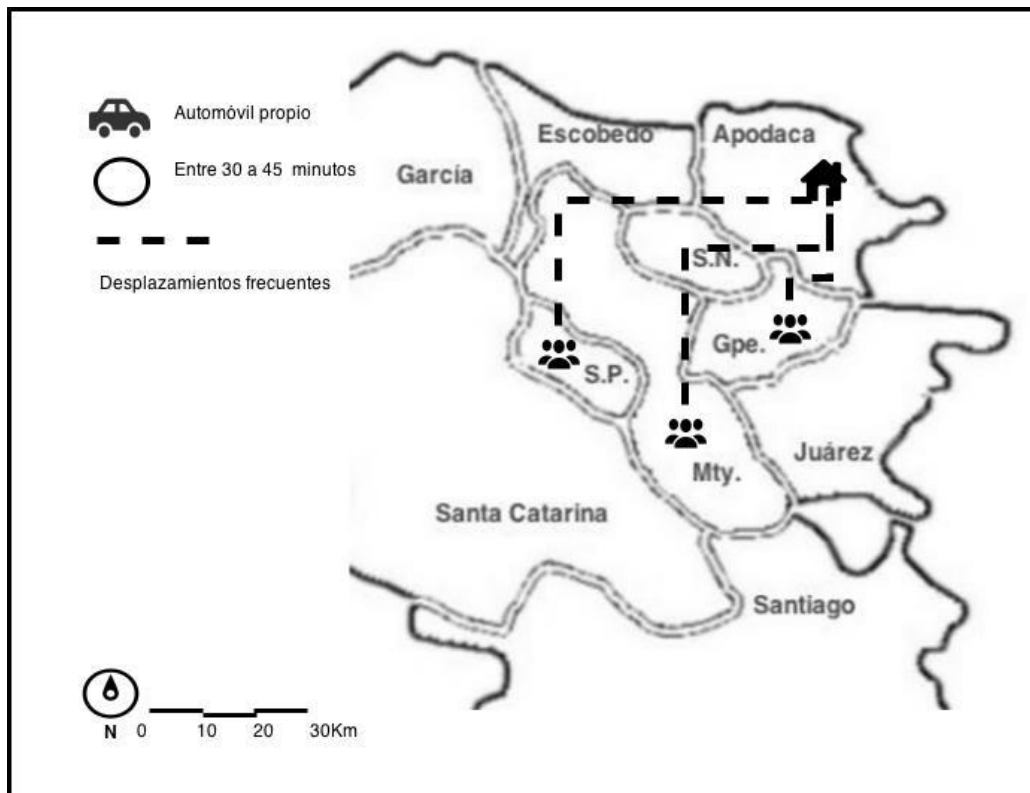 Automóvil propio
Entre 30 a 45 minutos
Desplazamientos frecuentes
García
Escobedo
Apodaca
S.N.
Gpe.
S.P.
Mty.
Juárez
Santa Catarina
Santiago
N 0 10 20 30Km